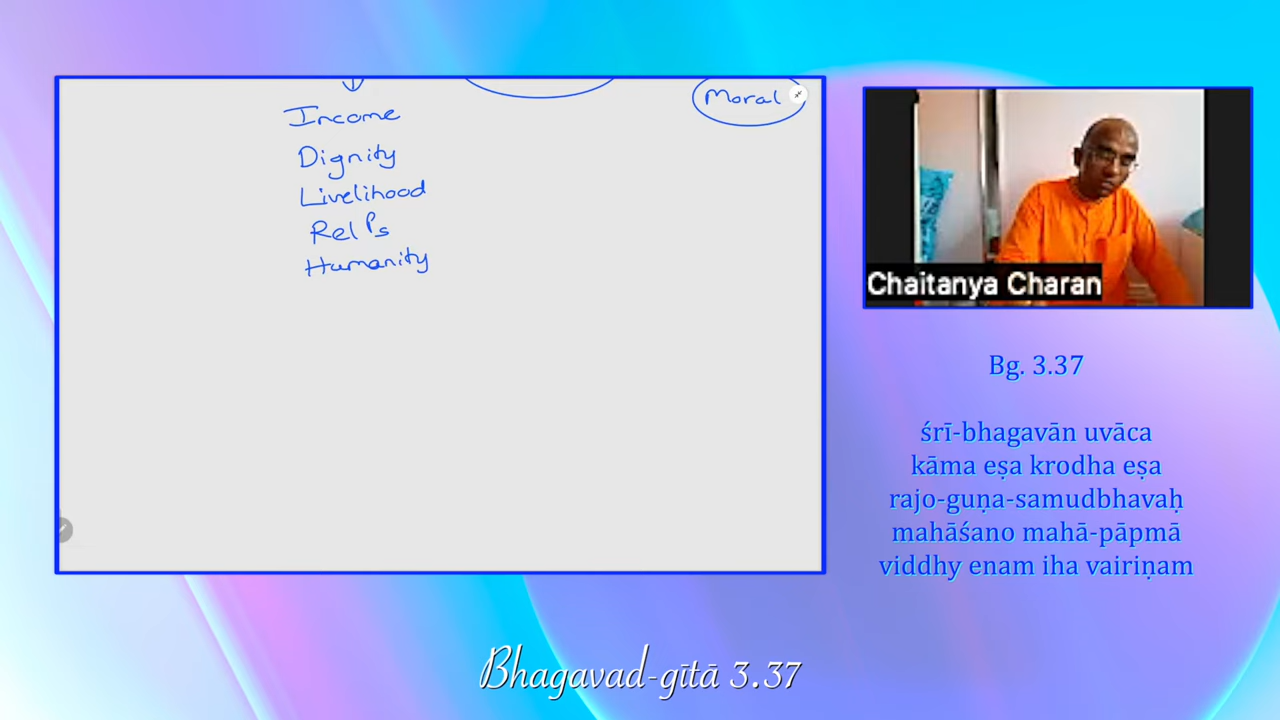 Income
Dignity
Livelihood
Rel Ps
Humanity
Moral
Chaitanya Charan
Bg. 3.37
śrī-bhagavān uvāca
kāma eṣa krodha eṣa
rajo-guṇa-samudbhavaḥ
mahāśano mahā-pāpmā
viddhy enam iha vairiṇam
Bhagavad-gītā 3.37